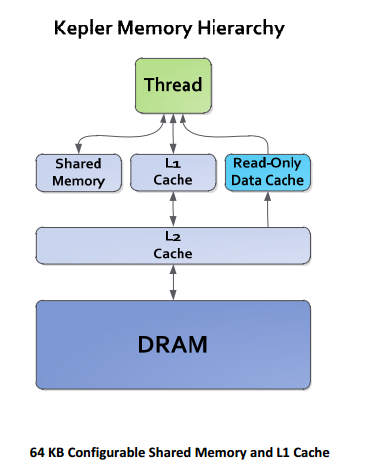 Kepler Memory Hierarchy
Thread
Shared
Memory
L1
Cache
Read-Only
Data Cache
L2
Cache
DRAM
64 KB Configurable Shared Memory and L1 Cache